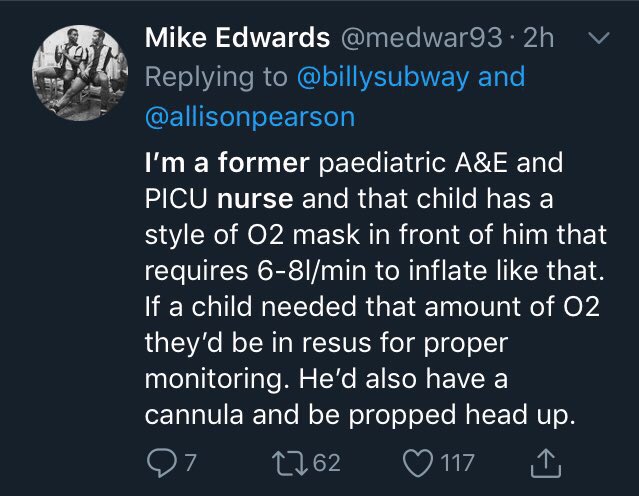 Mike Edwards @medwar93 · 2h
Replying to @billysubway and
@allisonpearson
I'm a former paediatric A&E and
PICU nurse and that child has a
style of O2 mask in front of him that
requires 6-8l/min to inflate like that.
If a child needed that amount of O2
they'd be in resus for proper
monitoring. He'd also have a
cannula and be propped head up.
7 62 117